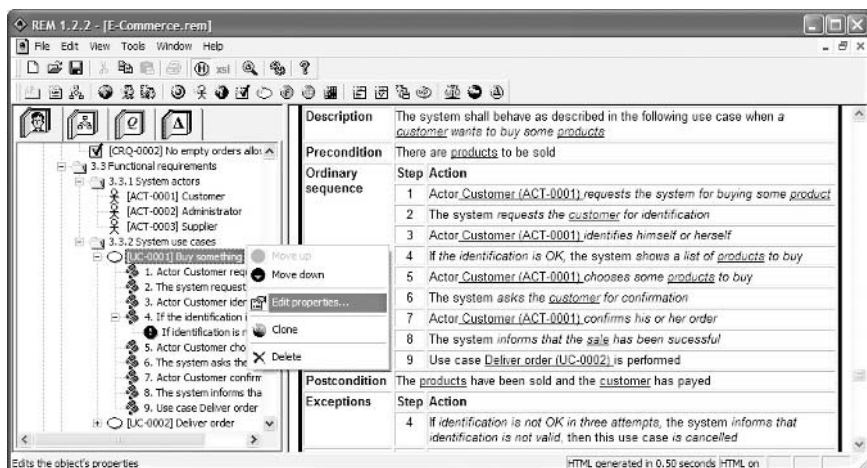 REM 1.2.2 - [E-Commerce.rem]
File Edit View Tools Window Help
xsl
[CRQ-0002] No empty orders allow
3.3 Functional requirements
3.3.1 System actors
[ACT-0001] Customer
[ACT-0002] Administrator
[ACT-0003] Supplier
3.3.2 System use cases
[UC-0001] Buy something
1. Actor Customer requ
2. The system request
3. Actor Customer ider
4. If the identification i
If identification is r
5. Actor Customer cho
6. The system asks the
7. Actor Customer confirm
8. The system informs tha
9. Use case Deliver order
[UC-0002] Deliver order
Move up
Move down
Edit properties...
Clone
Delete
Description The system shall behave as described in the following use case when a
customer wants to buy some products
Precondition There are products to be sold
Ordinary Step Action
sequence
1 Actor Customer (ACT-0001) requests the system for buying some product
2 The system requests the customer for identification
3 Actor Customer (ACT-0001) identifies himself or herself
4 If the identification is OK, the system shows a list of products to buy
5 Actor Customer (ACT-0001) chooses some products to buy
6 The system asks the customer for confirmation
7 Actor Customer (ACT-0001) confirms his or her order
8 The system informs that the sale has been sucessful
9 Use case Deliver order (UC-0002) is performed
Postcondition The products have been sold and the customer has payed
Exceptions Step Action
4 If identification is not OK in three attempts, the system informs that
identification is not valid, then this use case is cancelled
Edits the object's properties
HTML generated in 0.50 seconds HTML on